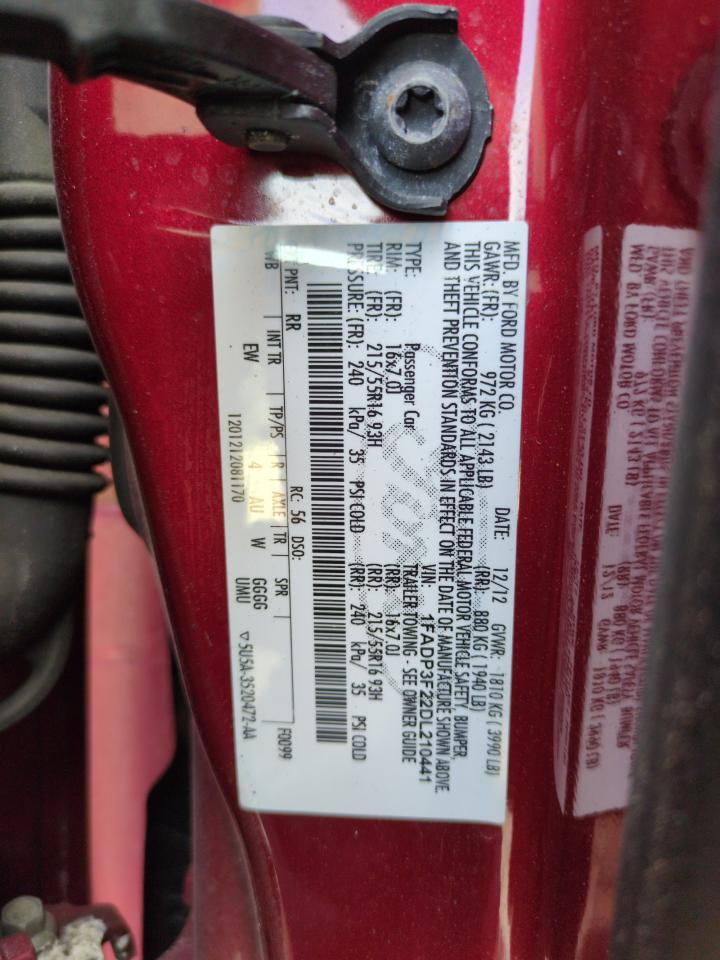 MFD. BY FORD MOTOR CO.
DATE: 12/12 GVWR: 1810 KG ( 3990 LB)
GAWR: (FR): 972 KG ( 2143 LB) (RR): 880 KG ( 1940 LB)
THIS VEHICLE CONFORMS TO ALL APPLICABLE FEDERAL MOTOR VEHICLE SAFETY, BUMPER,
AND THEFT PREVENTION STANDARDS IN EFFECT ON THE DATE OF MANUFACTURE SHOWN ABOVE.
VIN: 1FADP3F22DL210441
TYPE: Passenger Car TRAILER TOWING - SEE OWNER GUIDE
RIM: (FR): 16x7.0J (RR): 16x7.0J
TIRE: (FR): 215/55R16 93H (RR): 215/55R16 93H
PRESSURE: (FR): 240 kPa/ 35 PSI COLD (RR): 240 kPa/ 35 PSI COLD
PNT: RR RC: 56 DSO: F0099
WB INT TR TP/PS R AXLE TR SPR
EW 4 AU W GGGG
1201212081170 UMU
5U5A-3520472-AA